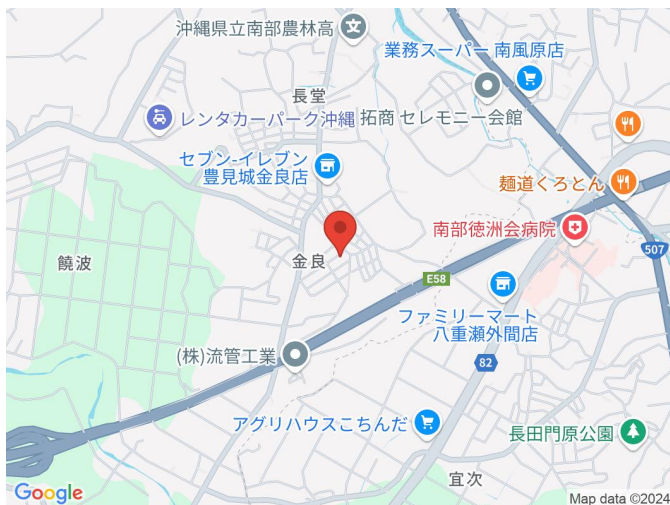 沖縄県立南部農林高
業務スーパー 南風原店
長堂
レンタカーパーク沖縄
拓商 セレモニー会館
セブン-イレブン
豊見城金良店
麺道くろとん
南部徳洲会病院
饒波
金良
E58
507
ファミリーマート
八重瀬外間店
(株)流管工業
82
アグリハウスこちんだ
長田門原公園
宜次
Google
Map data ©2024